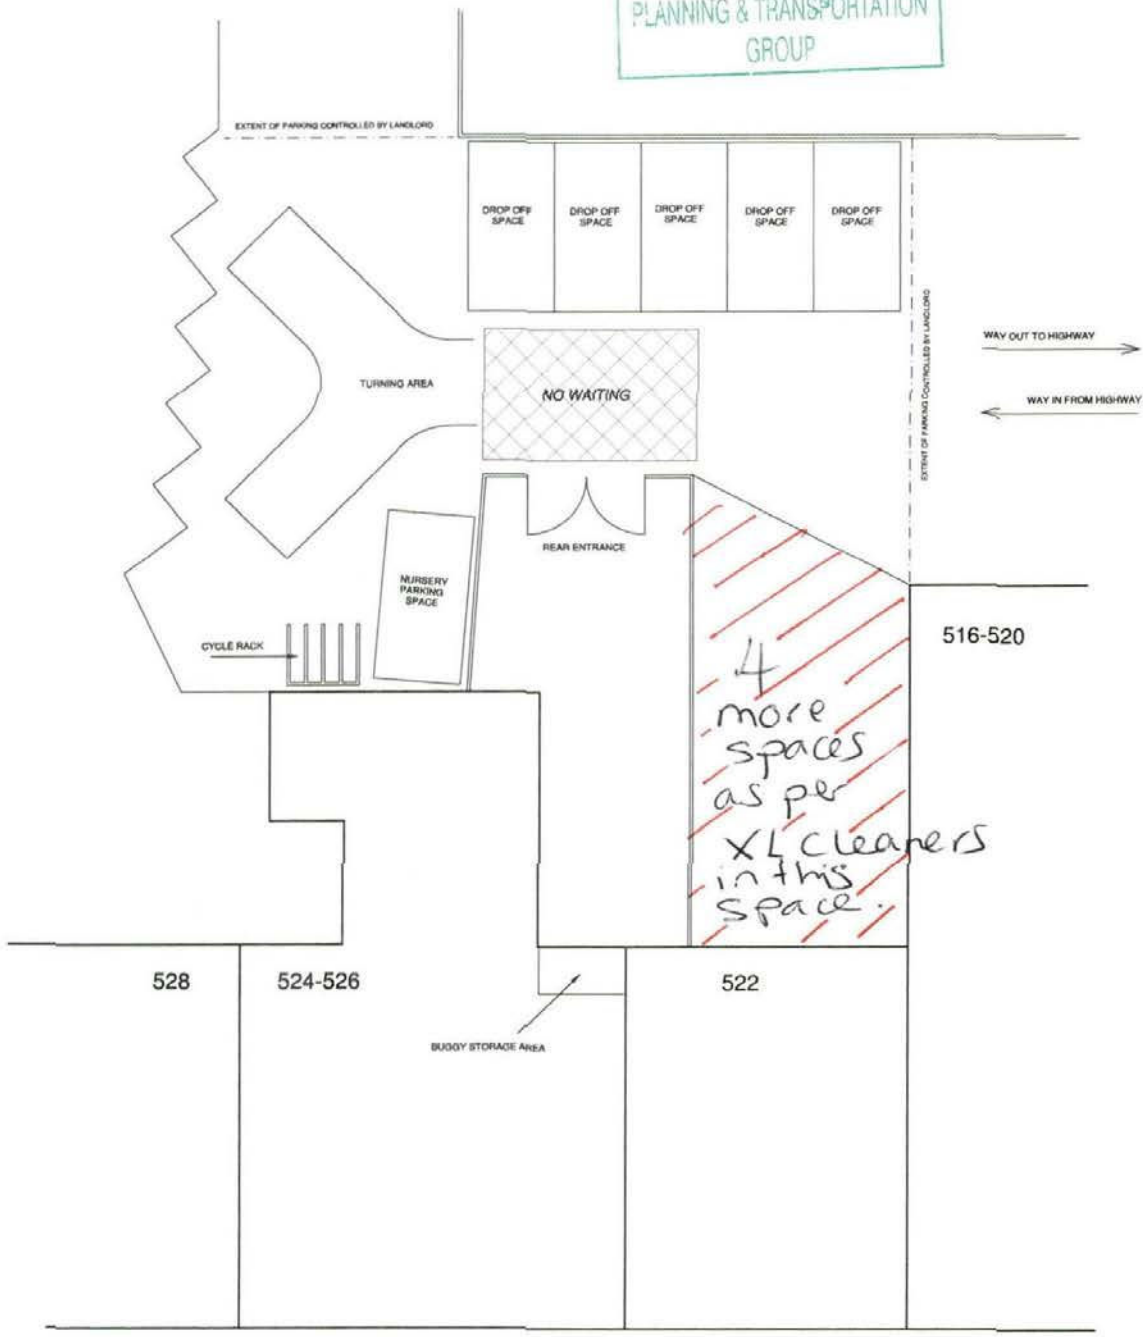 PLANNING & TRANSPORTATION
GROUP
EXTENT OF PARKING CONTROLLED BY LANDLORD
DROP OFF
SPACE
DROP OFF
SPACE
DROP OFF
SPACE
DROP OFF
SPACE
DROP OFF
SPACE
EXTENT OF PARKING CONTROLLED BY LANDLORD
WAY OUT TO HIGHWAY
WAY IN FROM HIGHWAY
TURNING AREA
NO WAITING
REAR ENTRANCE
NURSERY
PARKING
SPACE
CYCLE RACK
516-520
4
more
spaces
as per
XL Cleaners
in this
space.
528
524-526
522
BUGGY STORAGE AREA